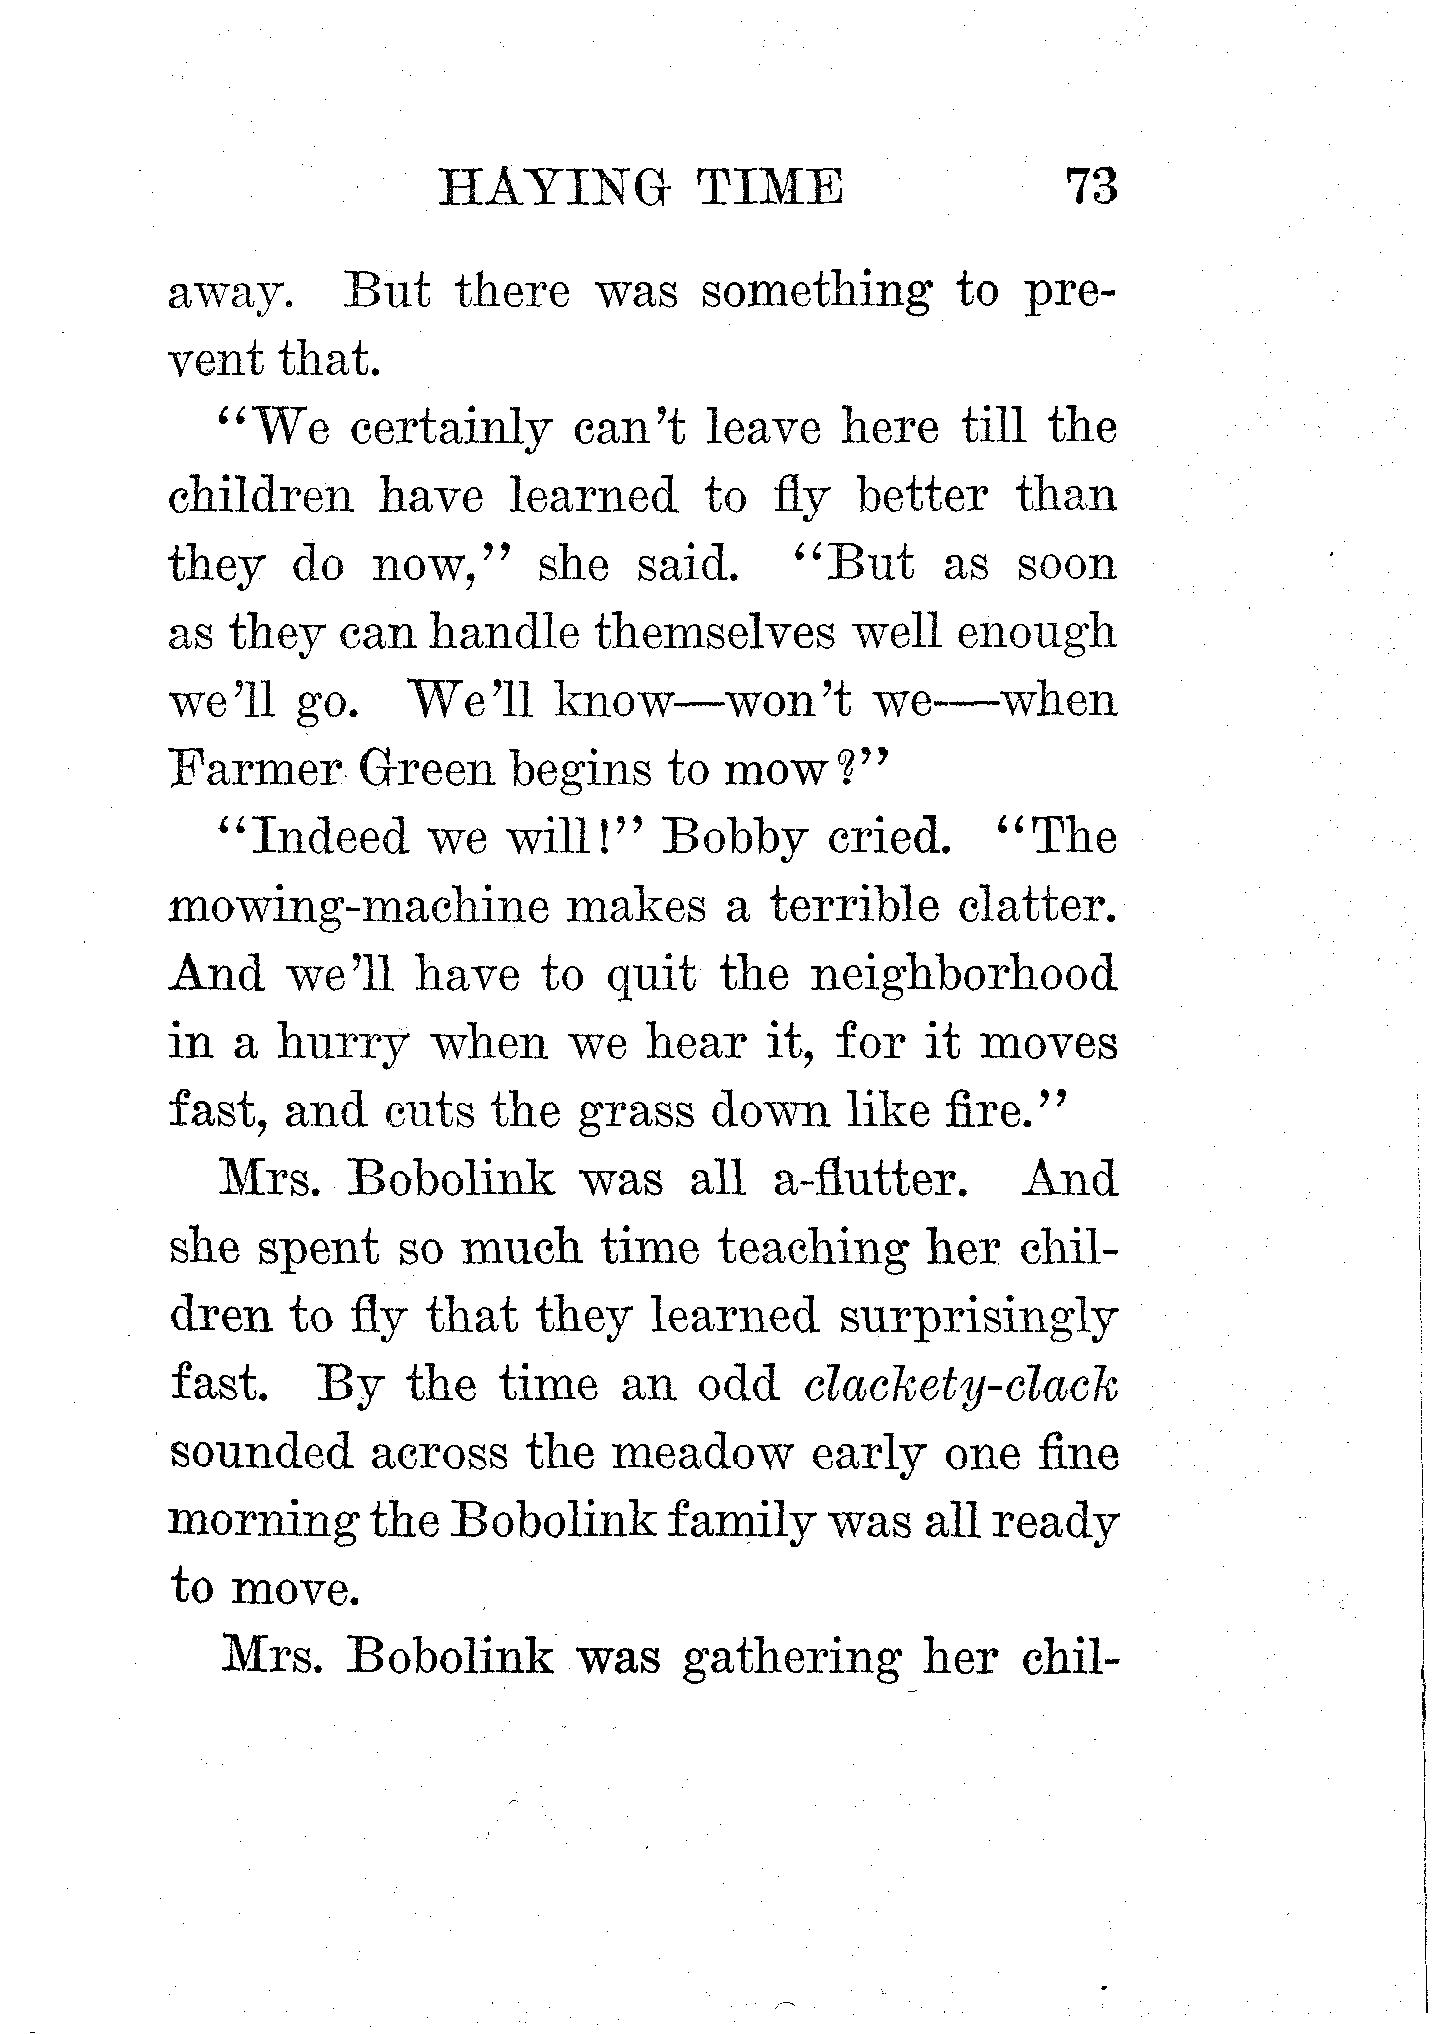 HAYING TIME 73
away. But there was something to pre-
vent that.
"We certainly can't leave here till the
children have learned to fly better than
they do now," she said. "But as soon
as they can handle themselves well enough
we'll go. We'll know—won't we—when
Farmer Green begins to mow?"
"Indeed we will!" Bobby cried. "The
mowing-machine makes a terrible clatter.
And we'll have to quit the neighborhood
in a hurry when we hear it, for it moves
fast, and cuts the grass down like fire."
Mrs. Bobolink was all a-flutter. And
she spent so much time teaching her chil-
dren to fly that they learned surprisingly
fast. By the time an odd clackety-clack
sounded across the meadow early one fine
morning the Bobolink family was all ready
to move.
Mrs. Bobolink was gathering her chil-